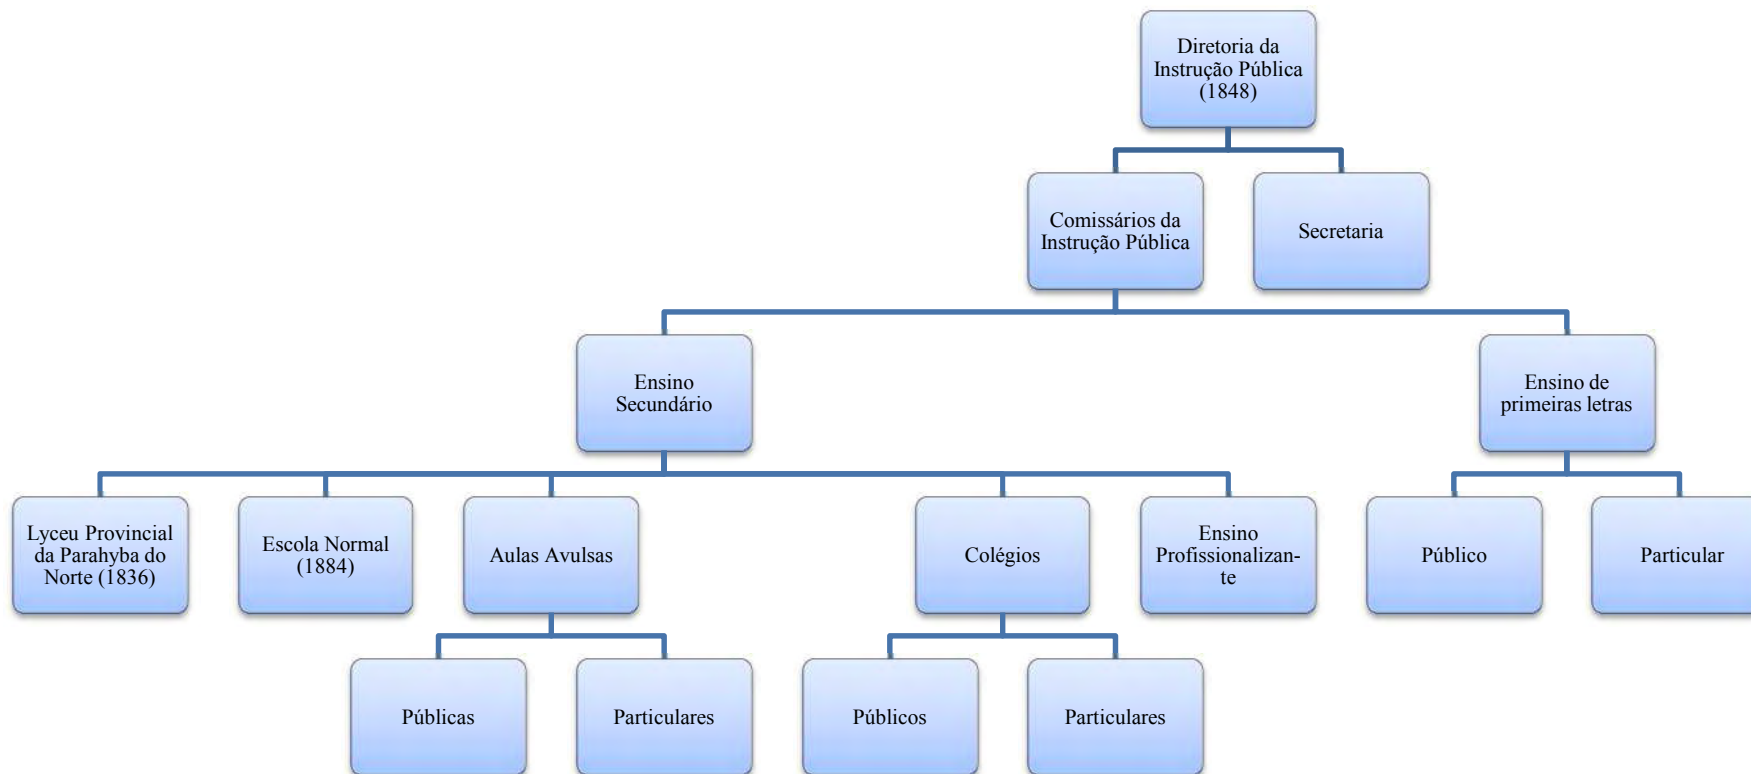 Diretoria da
Instrução Pública
(1848)
Comissários da
Instrução Pública
Secretaria
Ensino
Secundário
Ensino de
primeiras letras
Lyceu Provincial
da Parahyba do
Norte (1836)
Escola Normal
(1884)
Aulas Avulsas
Colégios
Ensino
Profissionalizan-
te
Público
Particular
Públicas
Particulares
Públicos
Particulares